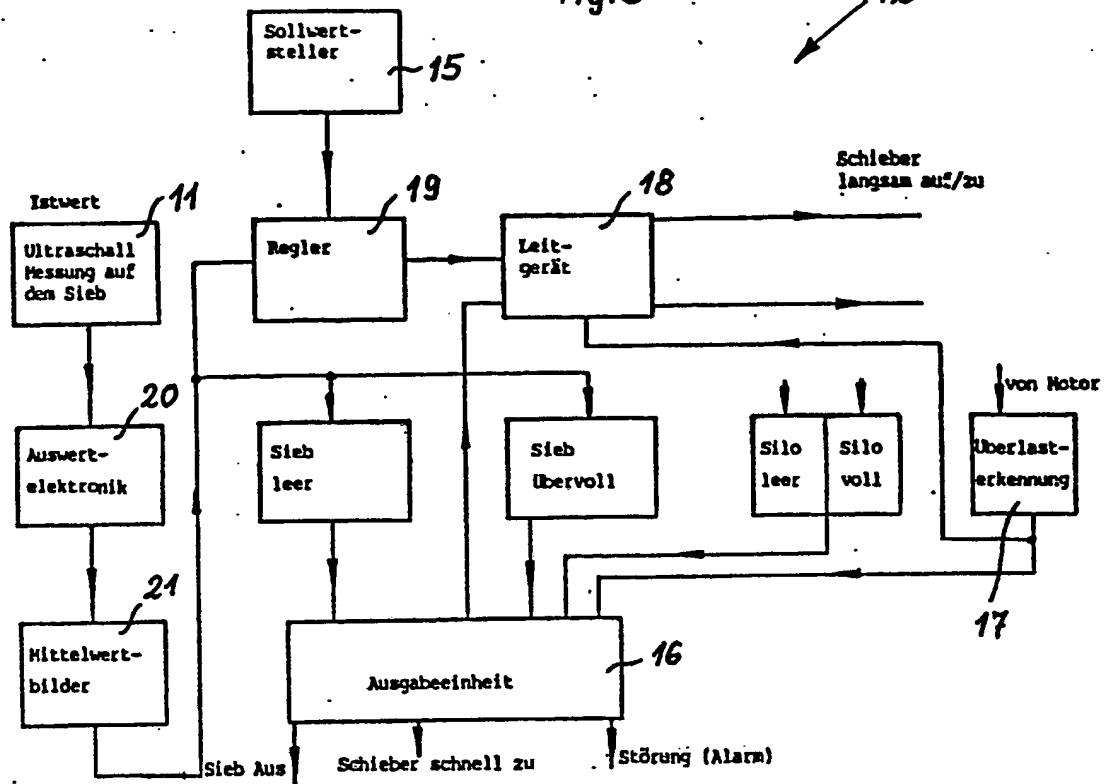 Sollwert-
steller
15
Schieber
langsam auf/zu
Istwert
11
19
18
Ultraschall
Messung auf
dem Sieb
Regler
Leit-
gerät
von Motor
20
Auswert-
elektronik
Sieb
leer
Sieb
Übervoll
Silo
leer
Silo
voll
Überlast-
erkennung
21
17
Mittelwert-
bilder
16
Ausgabeeinheit
Sieb Aus
Schieber schnell zu
Störung (Alarm)